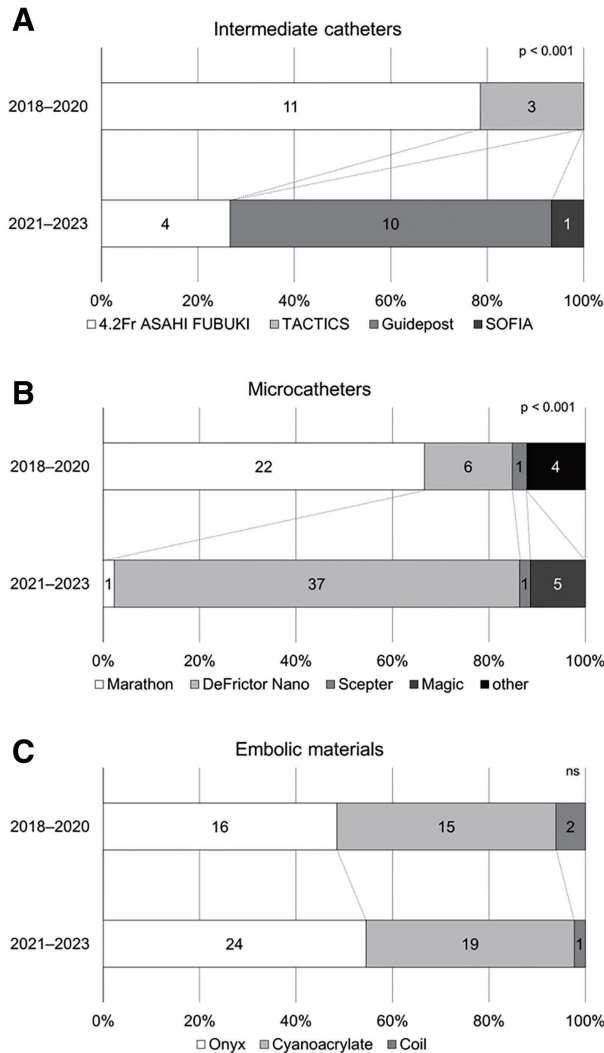 A
Intermediate catheters
p < 0.001
2018–2020
11
3
2021–2023
4
10
1
0%
20%
40%
60%
80%
100%
4.2Fr ASAHI FUBUKI
TACTICS
Guidepost
SOFIA
B
Microcatheters
p < 0.001
2018–2020
22
6
1
4
2021–2023
1
37
1
5
0%
20%
40%
60%
80%
100%
Marathon
DeFrictor Nano
Scepter
Magic
other
C
Embolic materials
ns
2018–2020
16
15
2
2021–2023
24
19
1
0%
20%
40%
60%
80%
100%
Onyx
Cyanoacrylate
Coil